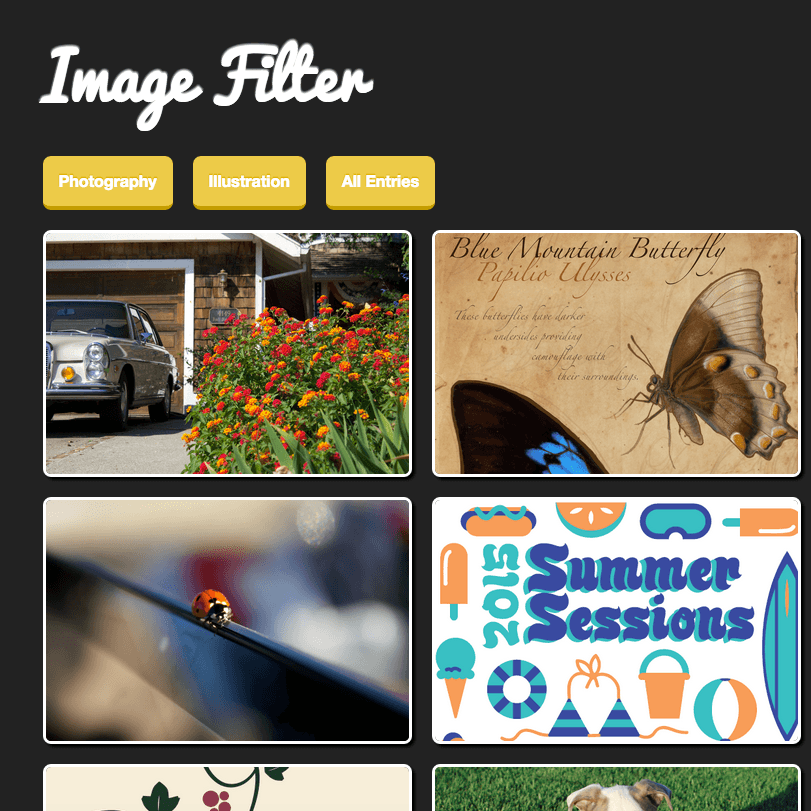 Image Filter
Photography
Illustration
All Entries
Blue Mountain Butterfly
Papilio Ulysses
These butterflies have darker
undersides providing
camouflage with
their surroundings.
2015
Summer
Sessions